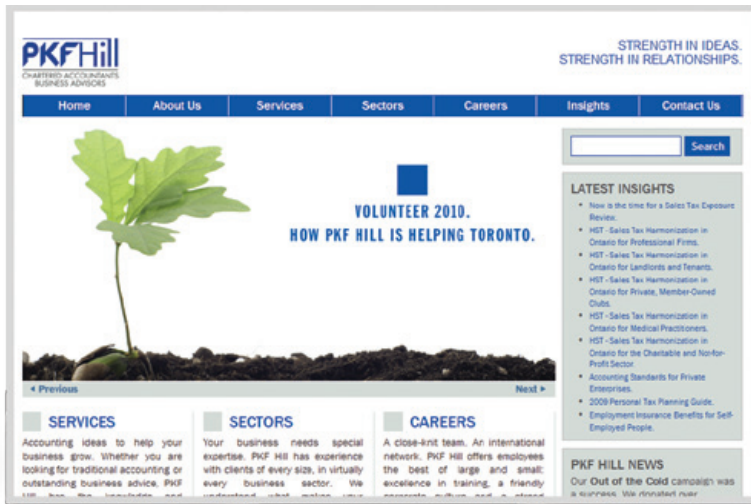 PKFHill
CHARTERED ACCOUNTANTS
BUSINESS ADVISORS
STRENGTH IN IDEAS.
STRENGTH IN RELATIONSHIPS.
Home About Us Services Sectors Careers Insights Contact Us
VOLUNTEER 2010.
HOW PKF HILL IS HELPING TORONTO.
Previous Next
Search
LATEST INSIGHTS
Now is the time for a Sales Tax Exposure
Review.
HST - Sales Tax Harmonization in
Ontario for Professional Firms.
HST - Sales Tax Harmonization in
Ontario for Landlords and Tenants.
HST - Sales Tax Harmonization in
Ontario for Private, Member-Owned
Clubs.
HST - Sales Tax Harmonization in
Ontario for Medical Practitioners.
HST - Sales Tax Harmonization in
Ontario for the Charitable and Not-for-
Profit Sector
Accounting Standards for Private
Enterprises.
2009 Personal Tax Planning Guide.
Employment Insurance Benefits for Self-
Employed People.
PKF HILL NEWS
Our Out of the Cold campaign was
a success. We donated over
SERVICES
Accounting ideas to help your
business grow. Whether you are
looking for traditional accounting or
outstanding business advice, PKF
SECTORS
Your business needs special
expertise. PKF Hill has experience
with clients of every size, in virtually
every business sector. We
CAREERS
A close-knit team. An international
network. PKF Hill offers employees
the best of large and small:
excellence in training, a friendly